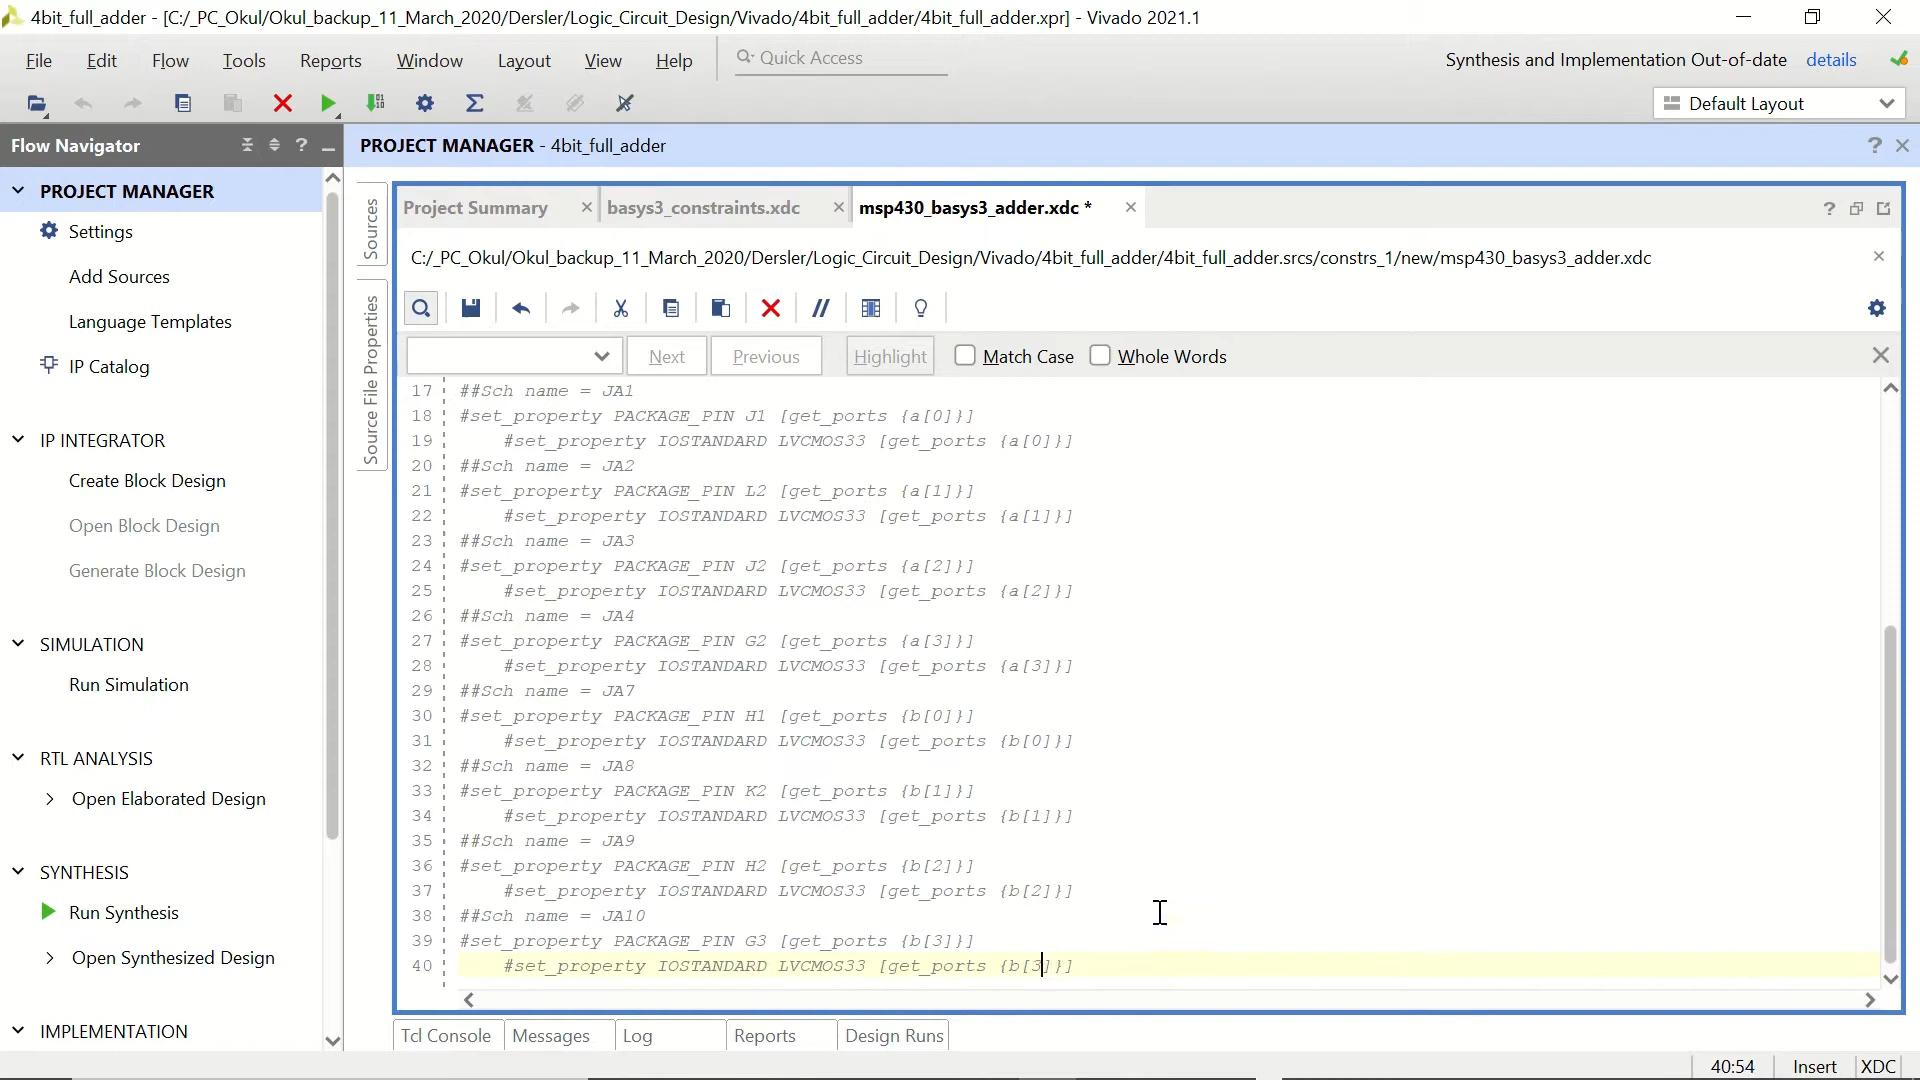 4bit_full_adder - [C:/_PC_Okul/Okul_backup_11_March_2020/Dersler/Logic_Circuit_Design/Vivado/4bit_full_adder/4bit_full_adder.xpr] - Vivado 2021.1
File Edit Flow Tools Reports Window Layout View Help Quick Access Synthesis and Implementation Out-of-date details
Default Layout
Flow Navigator
PROJECT MANAGER - 4bit_full_adder
PROJECT MANAGER
Settings
Add Sources
Language Templates
IP Catalog
IP INTEGRATOR
Create Block Design
Open Block Design
Generate Block Design
SIMULATION
Run Simulation
RTL ANALYSIS
Open Elaborated Design
SYNTHESIS
Run Synthesis
Open Synthesized Design
IMPLEMENTATION
Sources
Source File Properties
Project Summary basys3_constraints.xdc msp430_basys3_adder.xdc *
C:/_PC_Okul/Okul_backup_11_March_2020/Dersler/Logic_Circuit_Design/Vivado/4bit_full_adder/4bit_full_adder.srcs/constrs_1/new/msp430_basys3_adder.xdc
Next Previous Highlight Match Case Whole Words
17 ##Sch name = JA1
18 #set_property PACKAGE_PIN J1 [get_ports {a[0]}]
19 #set_property IOSTANDARD LVCMOS33 [get_ports {a[0]}]
20 ##Sch name = JA2
21 #set_property PACKAGE_PIN L2 [get_ports {a[1]}]
22 #set_property IOSTANDARD LVCMOS33 [get_ports {a[1]}]
23 ##Sch name = JA3
24 #set_property PACKAGE_PIN J2 [get_ports {a[2]}]
25 #set_property IOSTANDARD LVCMOS33 [get_ports {a[2]}]
26 ##Sch name = JA4
27 #set_property PACKAGE_PIN G2 [get_ports {a[3]}]
28 #set_property IOSTANDARD LVCMOS33 [get_ports {a[3]}]
29 ##Sch name = JA7
30 #set_property PACKAGE_PIN H1 [get_ports {b[0]}]
31 #set_property IOSTANDARD LVCMOS33 [get_ports {b[0]}]
32 ##Sch name = JA8
33 #set_property PACKAGE_PIN K2 [get_ports {b[1]}]
34 #set_property IOSTANDARD LVCMOS33 [get_ports {b[1]}]
35 ##Sch name = JA9
36 #set_property PACKAGE_PIN H2 [get_ports {b[2]}]
37 #set_property IOSTANDARD LVCMOS33 [get_ports {b[2]}]
38 ##Sch name = JA10
39 #set_property PACKAGE_PIN G3 [get_ports {b[3]}]
40 #set_property IOSTANDARD LVCMOS33 [get_ports {b[3]}]
Tcl Console Messages Log Reports Design Runs
40:54 Insert XDC